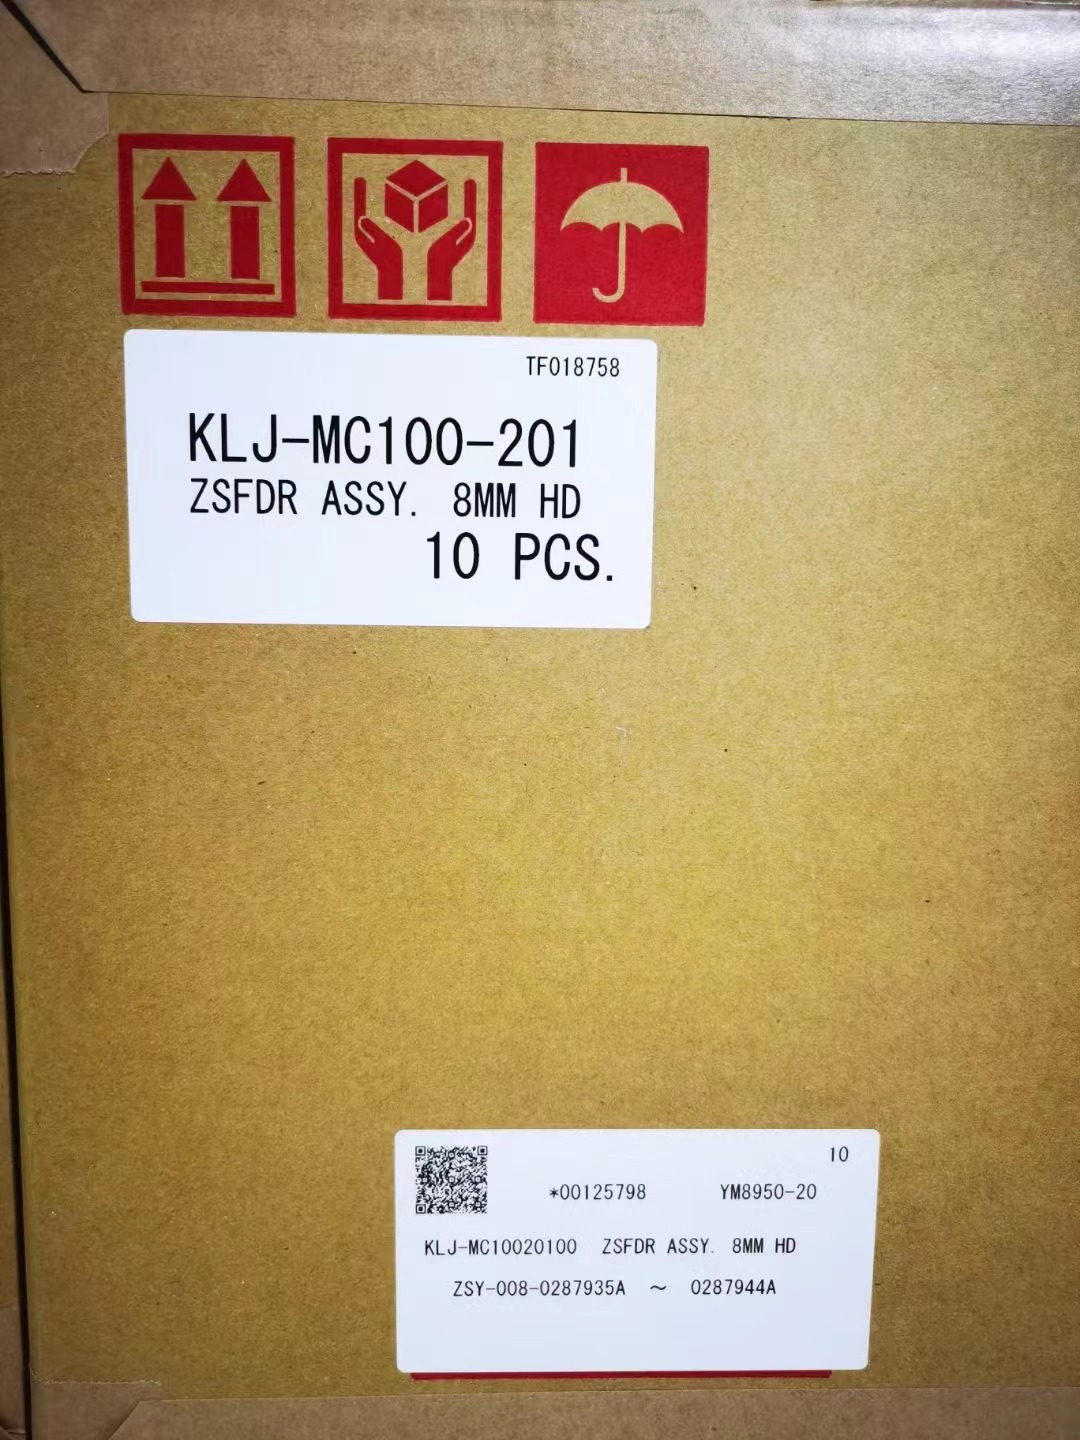 TF018758
KLJ-MC100-201
ZSFDR ASSY. 8MM HD
10 PCS.
10
*00125798 YM8950-20
KLJ-MC10020100 ZSFDR ASSY. 8MM HD
ZSY-008-0287935A ～ 0287944A